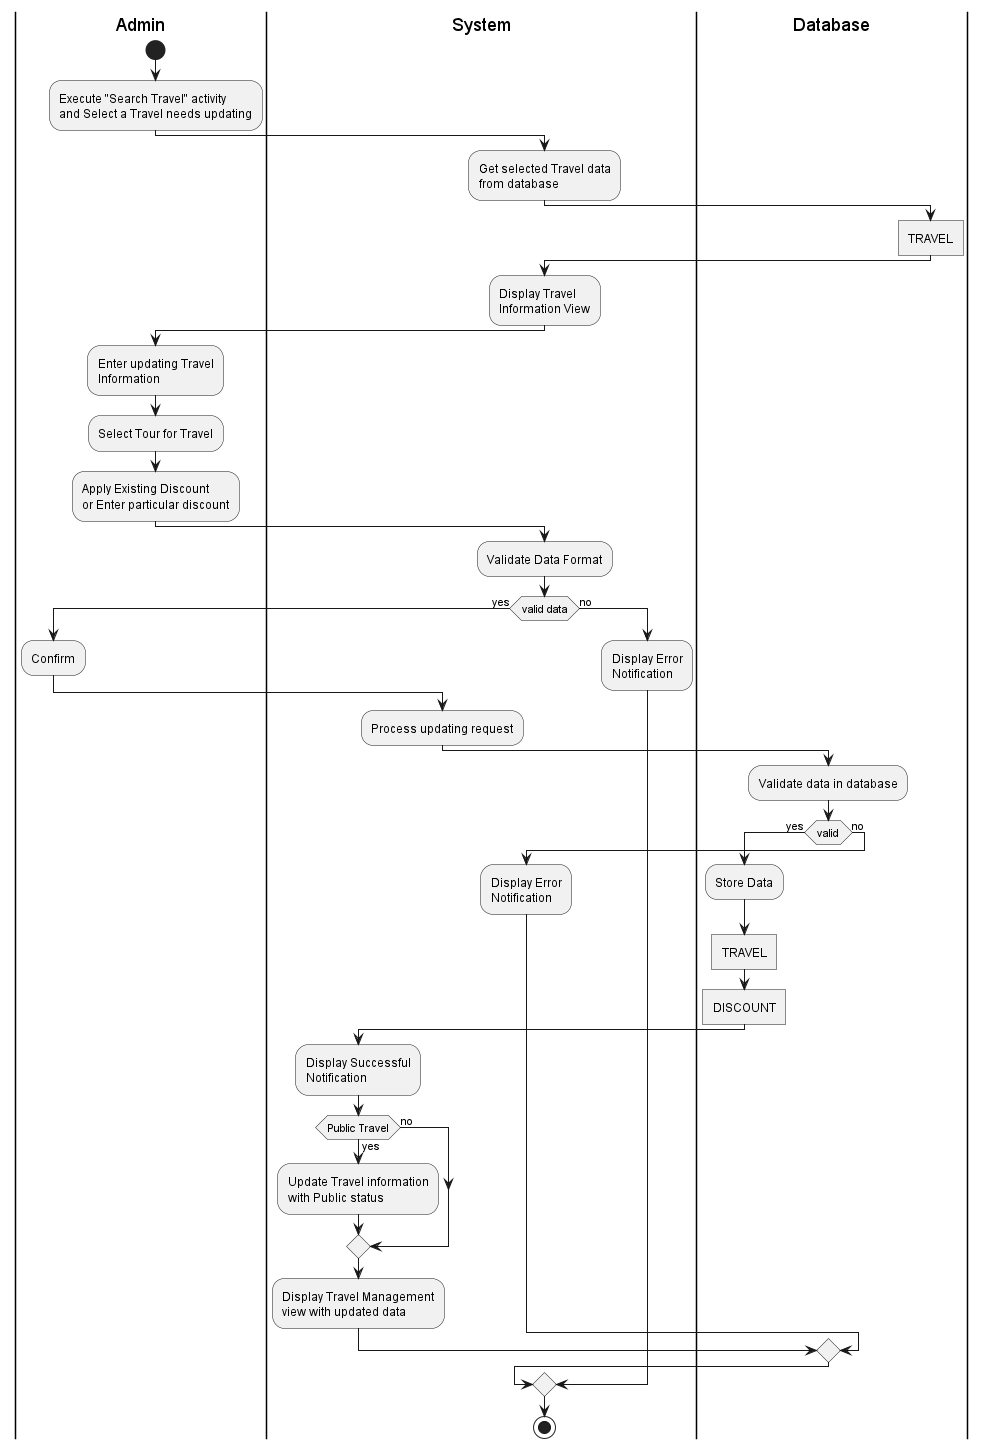 Admin
System
Database
Execute "Search Travel" activity
and Select a Travel needs updating
Get selected Travel data
from database
TRAVEL
Display Travel
Information View
Enter updating Travel
Information
Select Tour for Travel
Apply Existing Discount
or Enter particular discount
Validate Data Format
yes
valid data
no
Confirm
Display Error
Notification
Process updating request
Validate data in database
yes
valid
no
Display Error
Notification
Store Data
TRAVEL
DISCOUNT
Display Successful
Notification
Public Travel
no
yes
Update Travel information
with Public status
Display Travel Management
view with updated data